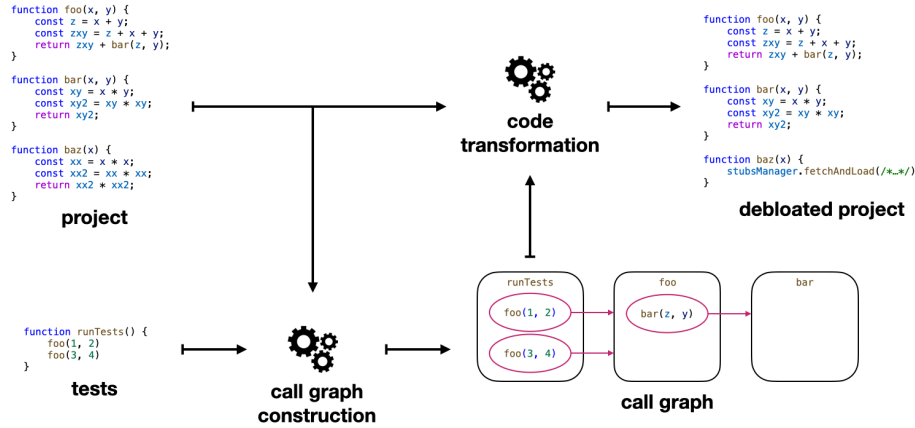 function foo(x, y) {
    const z = x + y;
    const zxy = z + x + y;
    return zxy + bar(z, y);
}
function bar(x, y) {
    const xy = x * y;
    const xy2 = xy * xy;
    return xy2;
}
function baz(x) {
    const xx = x * x;
    const xx2 = xx * xx;
    return xx2 * xx2;
}
project
code
transformation
function foo(x, y) {
    const z = x + y;
    const zxy = z + x + y;
    return zxy + bar(z, y);
}
function bar(x, y) {
    const xy = x * y;
    const xy2 = xy * xy;
    return xy2;
}
function baz(x) {
    stubsManager.fetchAndLoad(/*…*/)
}
debloated project
function runTests() {
    foo(1, 2)
    foo(3, 4)
}
tests
call graph
construction
runTests
foo(1, 2)
foo(3, 4)
foo
bar(z, y)
bar
call graph